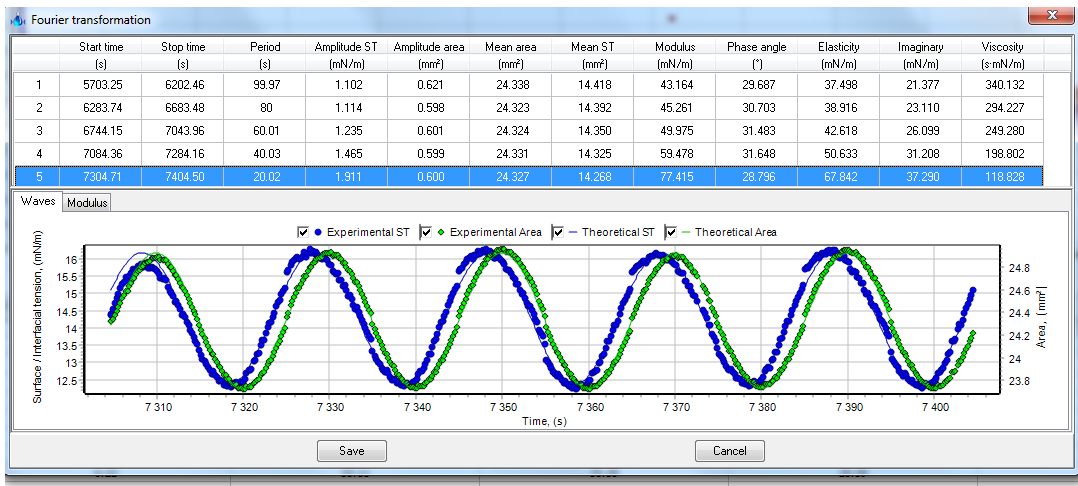 Fourier transformation
Start time Stop time Period Amplitude ST Amplitude area Mean area Mean ST Modulus Phase angle Elasticity Imaginary Viscosity
(s) (s) (s) (mN/m) (mm²) (mm²) (mN/m) (mN/m) (°) (mN/m) (mN/m) (s·mN/m)
1 5703.25 6202.46 99.97 1.102 0.621 24.338 14.418 43.164 29.687 37.498 21.377 340.132
2 6283.74 6683.48 80 1.114 0.598 24.323 14.392 45.261 30.703 38.916 23.110 294.227
3 6744.15 7043.96 60.01 1.235 0.601 24.324 14.350 49.975 31.483 42.618 26.099 249.280
4 7084.36 7284.16 40.03 1.465 0.599 24.331 14.325 59.478 31.648 50.633 31.208 198.802
5 7304.71 7404.50 20.02 1.911 0.600 24.327 14.268 77.415 28.796 67.842 37.290 118.828
Waves Modulus
Experimental ST Experimental Area Theoretical ST Theoretical Area
Surface / Interfacial tension, (mN/m)
16
15.5
15
14.5
14
13.5
13
12.5
24.8
24.6
24.4
24.2
24
23.8
Area, [mm²]
7 310 7 320 7 330 7 340 7 350 7 360 7 370 7 380 7 390 7 400
Time, (s)
Save Cancel